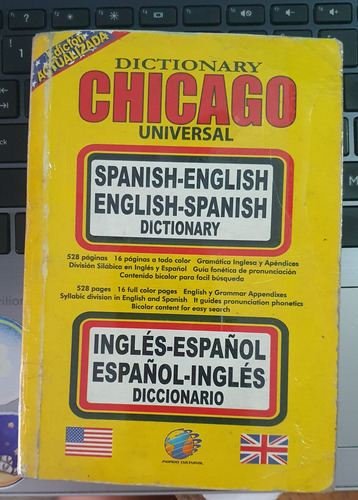 Edición
ACTUALIZADA
DICTIONARY
CHICAGO
UNIVERSAL
SPANISH-ENGLISH
ENGLISH-SPANISH
DICTIONARY
528 páginas 16 páginas a todo color Gramática Inglesa y Apéndices
División Silábica en Inglés y Español Guía fonética de pronunciación
Contenido bicolor para facil búsqueda
528 pages 16 full color pages English y Grammar Appendixes
Syllabic division in English and Spanish It guides pronunciation phonetics
Bicolor content for easy search
INGLÉS-ESPAÑOL
ESPAÑOL-INGLÉS
DICCIONARIO